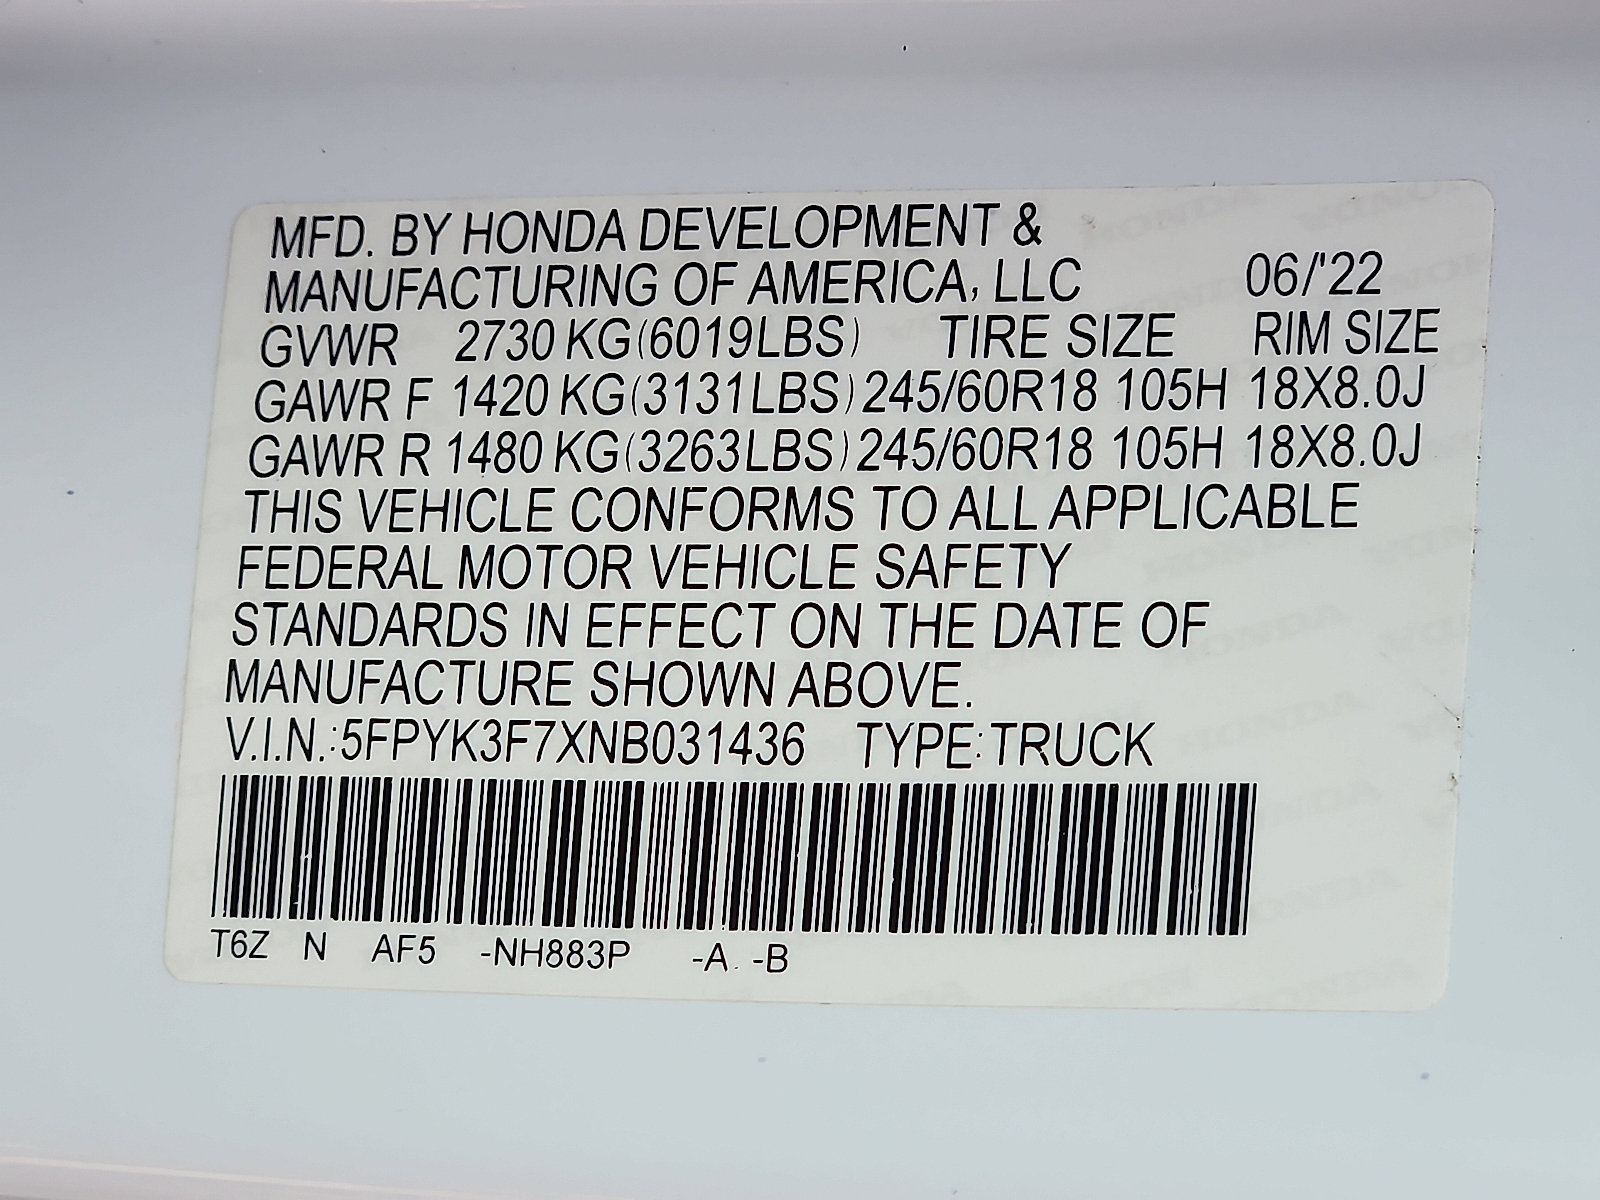 MFD. BY HONDA DEVELOPMENT &
MANUFACTURING OF AMERICA, LLC 06/'22
GVWR 2730 KG(6019LBS) TIRE SIZE RIM SIZE
GAWR F 1420 KG(3131LBS) 245/60R18 105H 18X8.0J
GAWR R 1480 KG(3263LBS) 245/60R18 105H 18X8.0J
THIS VEHICLE CONFORMS TO ALL APPLICABLE
FEDERAL MOTOR VEHICLE SAFETY
STANDARDS IN EFFECT ON THE DATE OF
MANUFACTURE SHOWN ABOVE.
V.I.N.:5FPYK3F7XNB031436 TYPE:TRUCK
T6Z N AF5 -NH883P -A -B